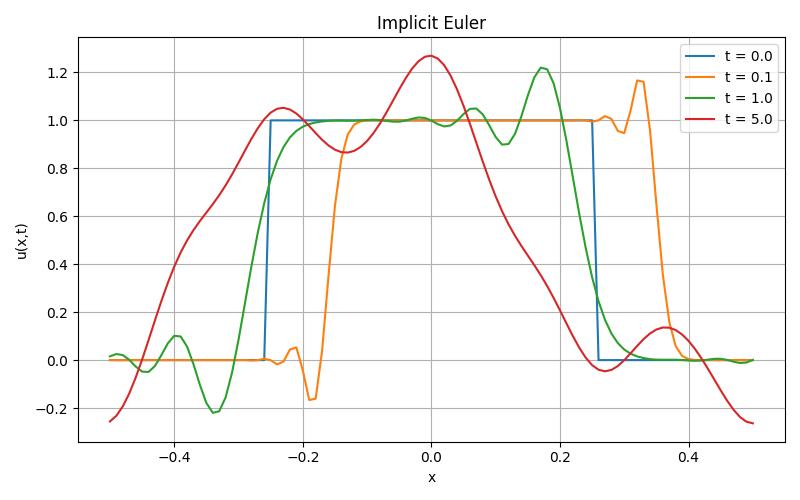 Implicit Euler
t = 0.0
t = 0.1
t = 1.0
t = 5.0
1.2
1.0
0.8
0.6
0.4
0.2
0.0
−0.2
u(x,t)
−0.4
−0.2
0.0
0.2
0.4
x